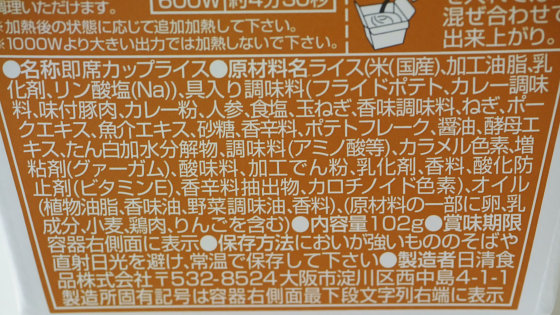 調理いただけます。
600W 約4分30秒
※加熱後の状態に応じて追加加熱して下さい。
※1000Wより大きい出力では加熱しないで下さい。
混ぜ合わせ
出来上がり。
●名称即席カップライス●原材料名ライス(米(国産)、加工油脂、乳
化剤、リン酸塩(Na))、具入り調味料(フライドポテト、カレー調味
料、味付豚肉、カレー粉、人参、食塩、玉ねぎ、香味調味料、ねぎ、ポー
クエキス、魚介エキス、砂糖、香辛料、ポテトフレーク、醤油、酵母エ
キス、たん白加水分解物、調味料(アミノ酸等)、カラメル色素、増
粘剤(グァーガム)、酸味料、加工でん粉、乳化剤、香料、酸化防
止剤(ビタミンE)、香辛料抽出物、カロチノイド色素)、オイル
(植物油脂、香味油、野菜調味油、香料)、(原材料の一部に卵、乳
成分、小麦、鶏肉、りんごを含む)●内容量102g●賞味期限
容器右側面に表示●保存方法においが強いもののそばや
直射日光を避け、常温で保存して下さい●製造者日清食
品株式会社〒532-8524大阪市淀川区西中島4-1-1
製造所固有記号は容器右側面最下段文字列右端に表示